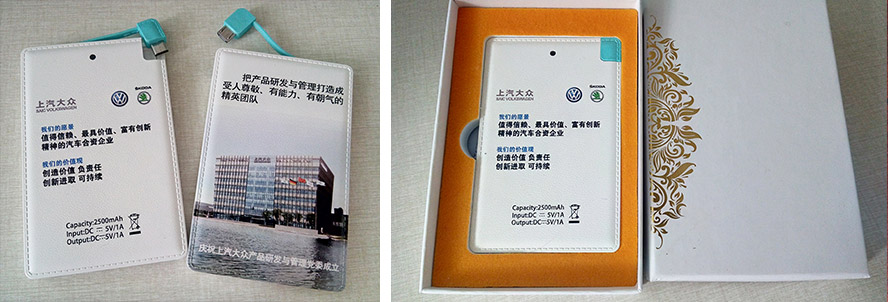 上汽大众
SAIC VOLKSWAGEN
SKODA
我们的愿景
值得信赖、最具价值、富有创新
精神的汽车合资企业
我们的价值观
创造价值 负责任
创新进取 可持续
Capacity:2500mAh
Input:DC ⎓ 5V/1A
Output:DC ⎓ 5V/1A
把产品研发与管理打造成
受人尊敬、有能力、有朝气的
精英团队
庆祝上汽大众产品研发与管理党委成立
上汽大众
SAIC VOLKSWAGEN
SKODA
我们的愿景
值得信赖、最具价值、富有创新
精神的汽车合资企业
我们的价值观
创造价值 负责任
创新进取 可持续
Capacity:2500mAh
Input:DC ⎓ 5V/1A
Output:DC ⎓ 5V/1A